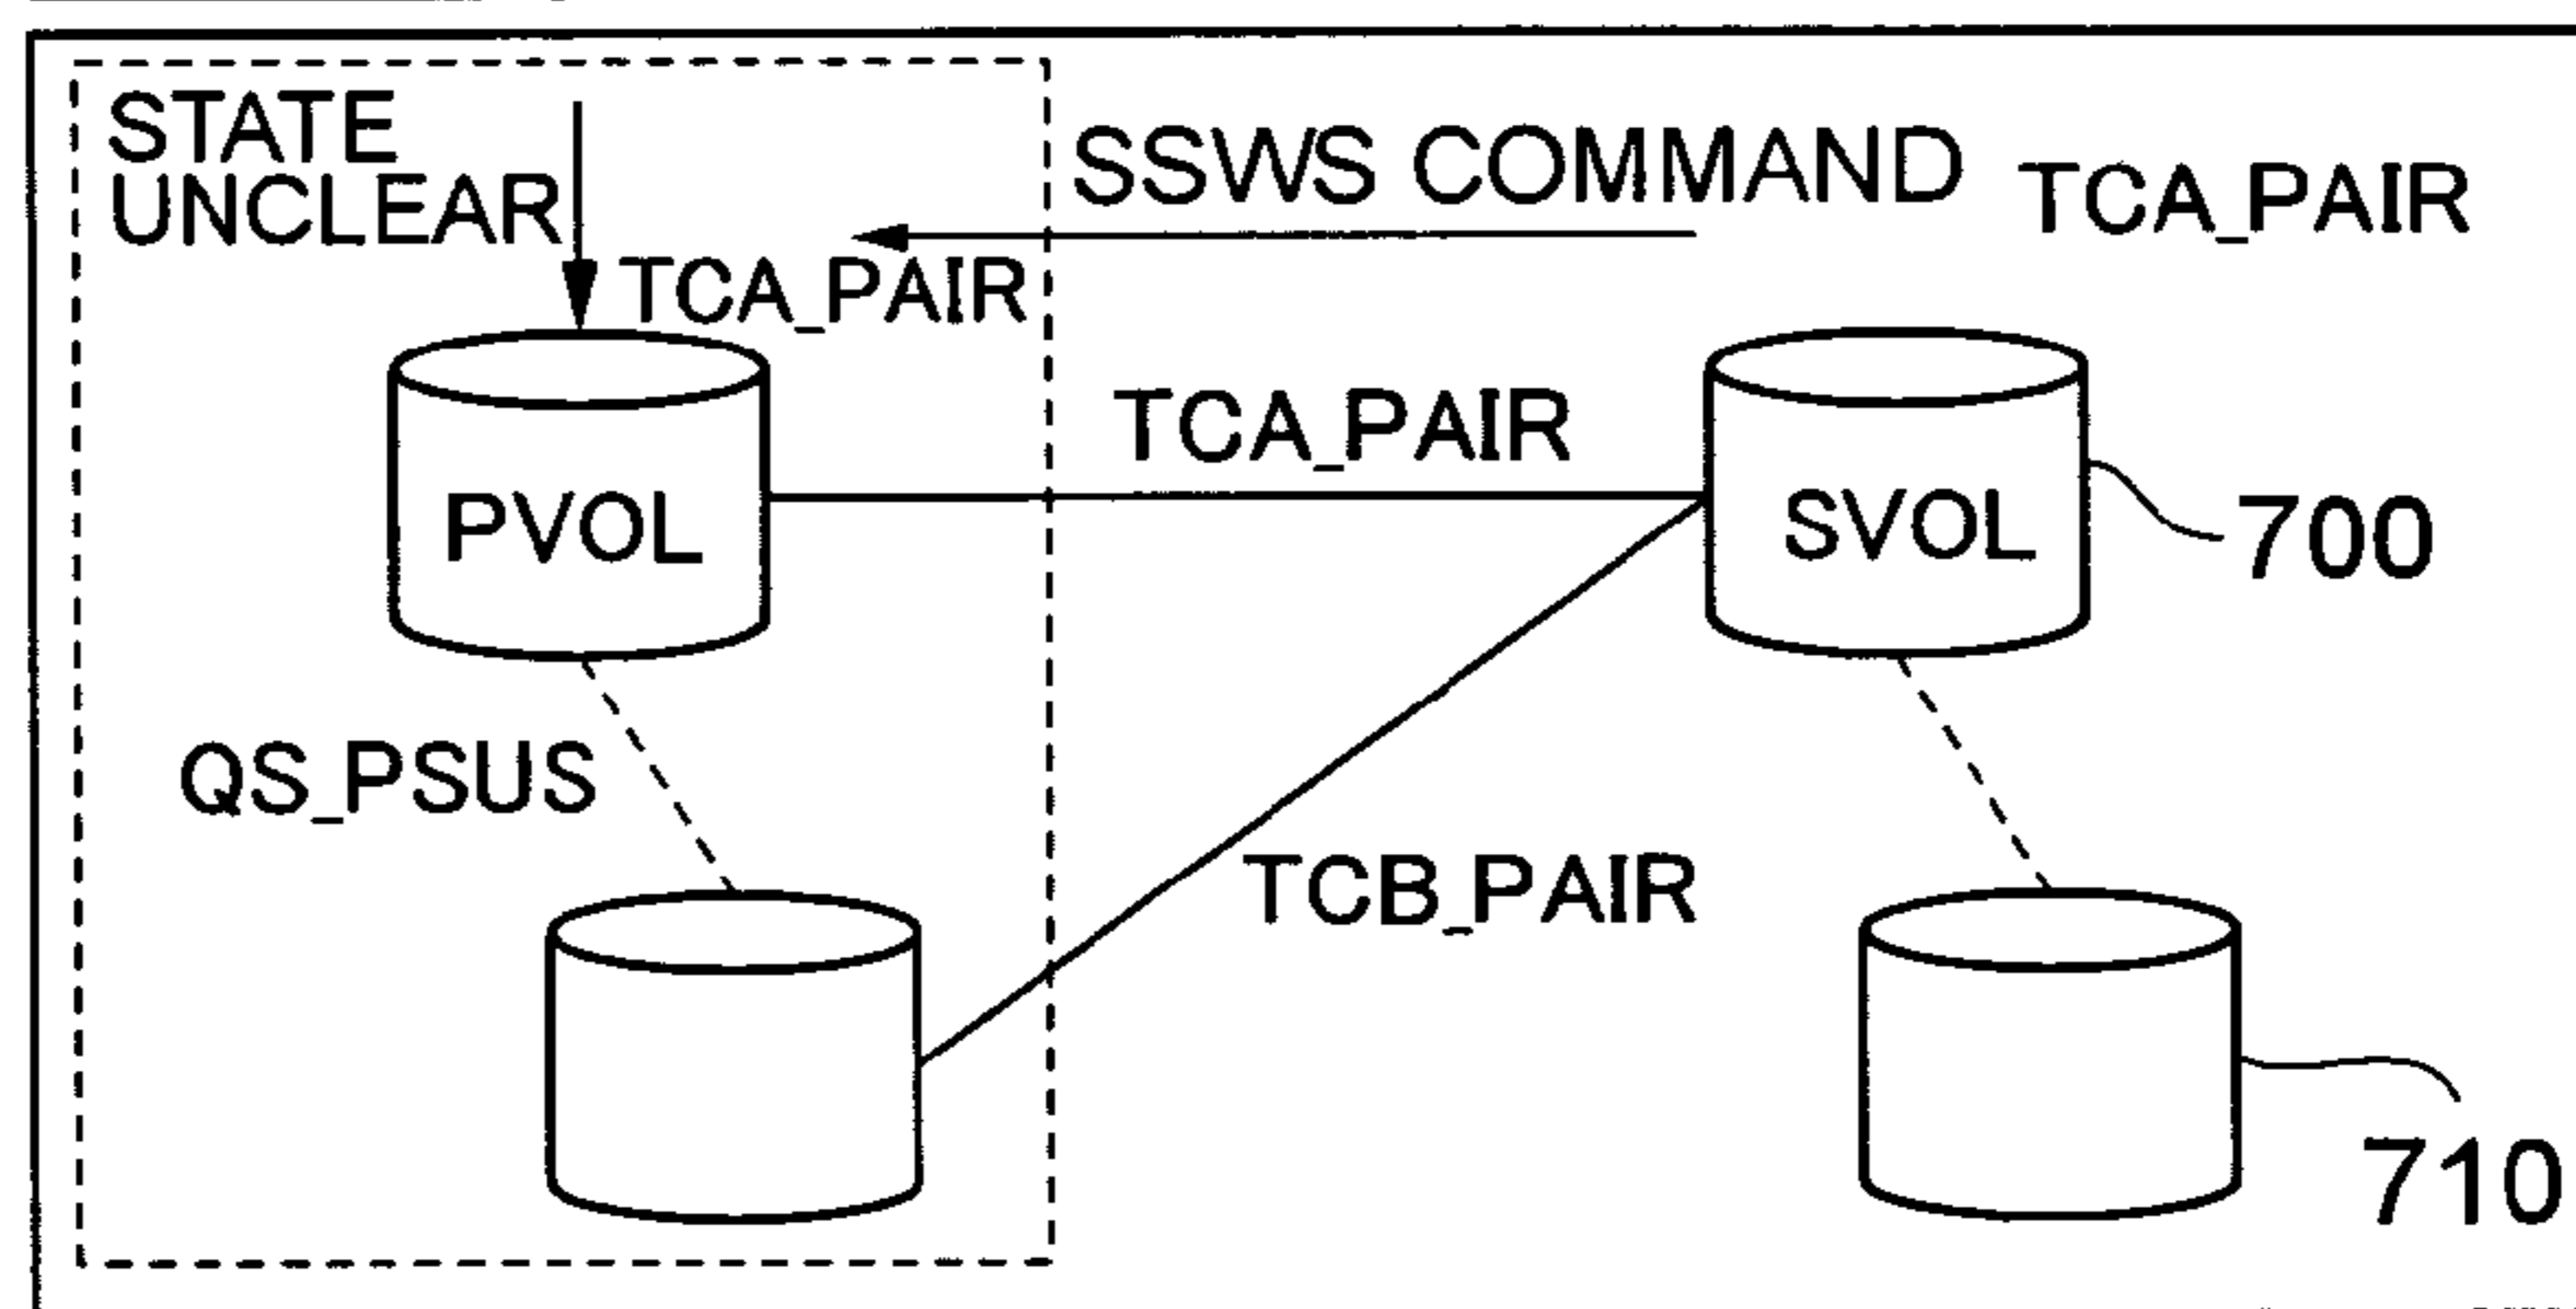 STATE
UNCLEAR
SSWS COMMAND
TCA_PAIR
TCA_PAIR
TCA_PAIR
PVOL
SVOL
700
QS_PSUS
TCB_PAIR
710